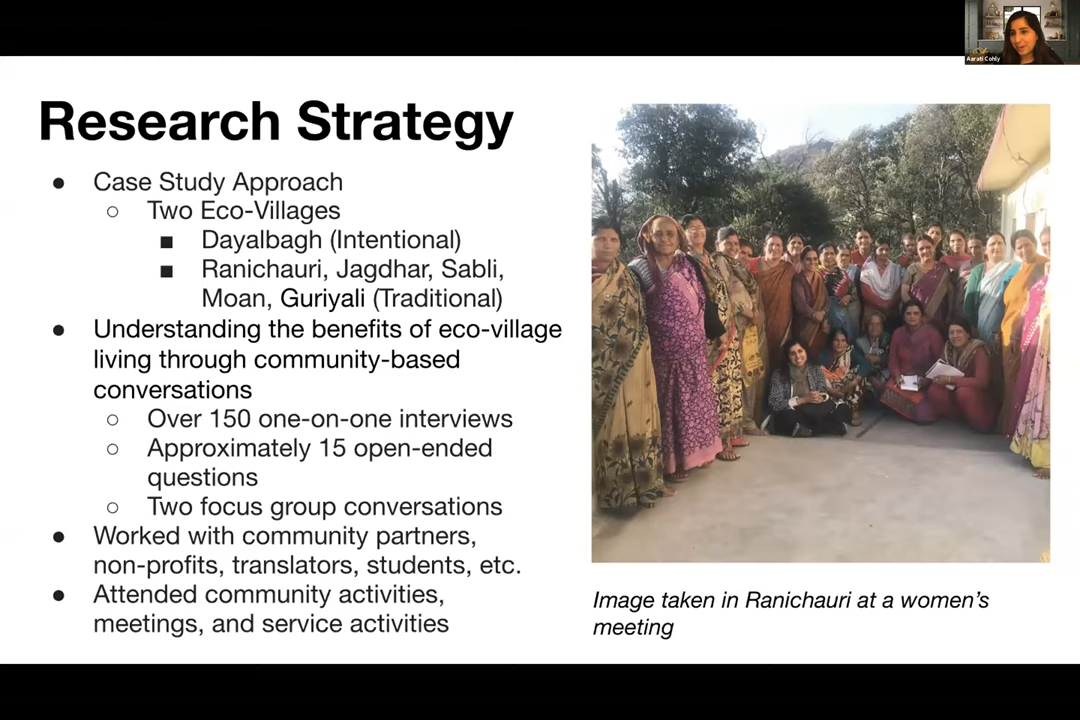 Aarati Cohly
Research Strategy
● Case Study Approach
○ Two Eco-Villages
■ Dayalbagh (Intentional)
■ Ranichauri, Jagdhar, Sabli,
Moan, Guriyali (Traditional)
● Understanding the benefits of eco-village
living through community-based
conversations
○ Over 150 one-on-one interviews
○ Approximately 15 open-ended
questions
○ Two focus group conversations
● Worked with community partners,
non-profits, translators, students, etc.
● Attended community activities,
meetings, and service activities
Image taken in Ranichauri at a women’s
meeting